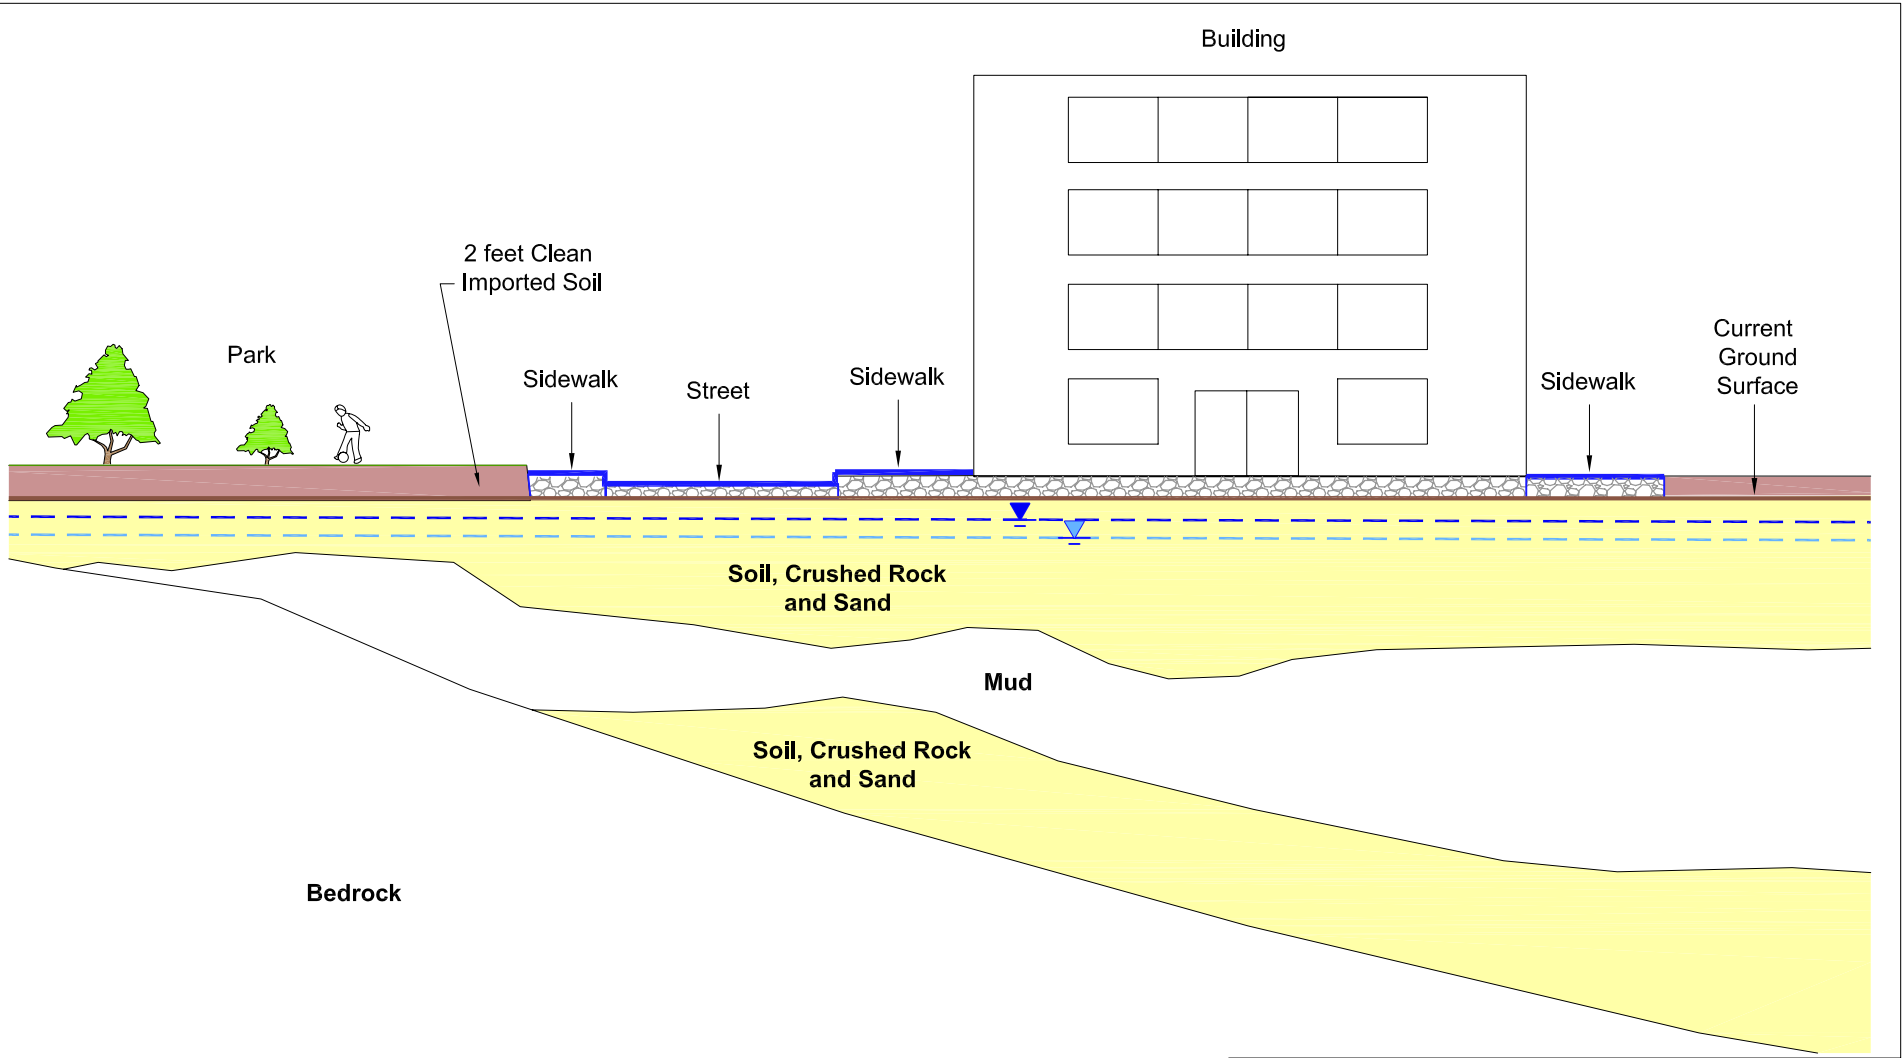 Building
2 feet Clean
Imported Soil
Park
Sidewalk
Street
Sidewalk
Sidewalk
Current
Ground
Surface
Soil, Crushed Rock
and Sand
Mud
Soil, Crushed Rock
and Sand
Bedrock